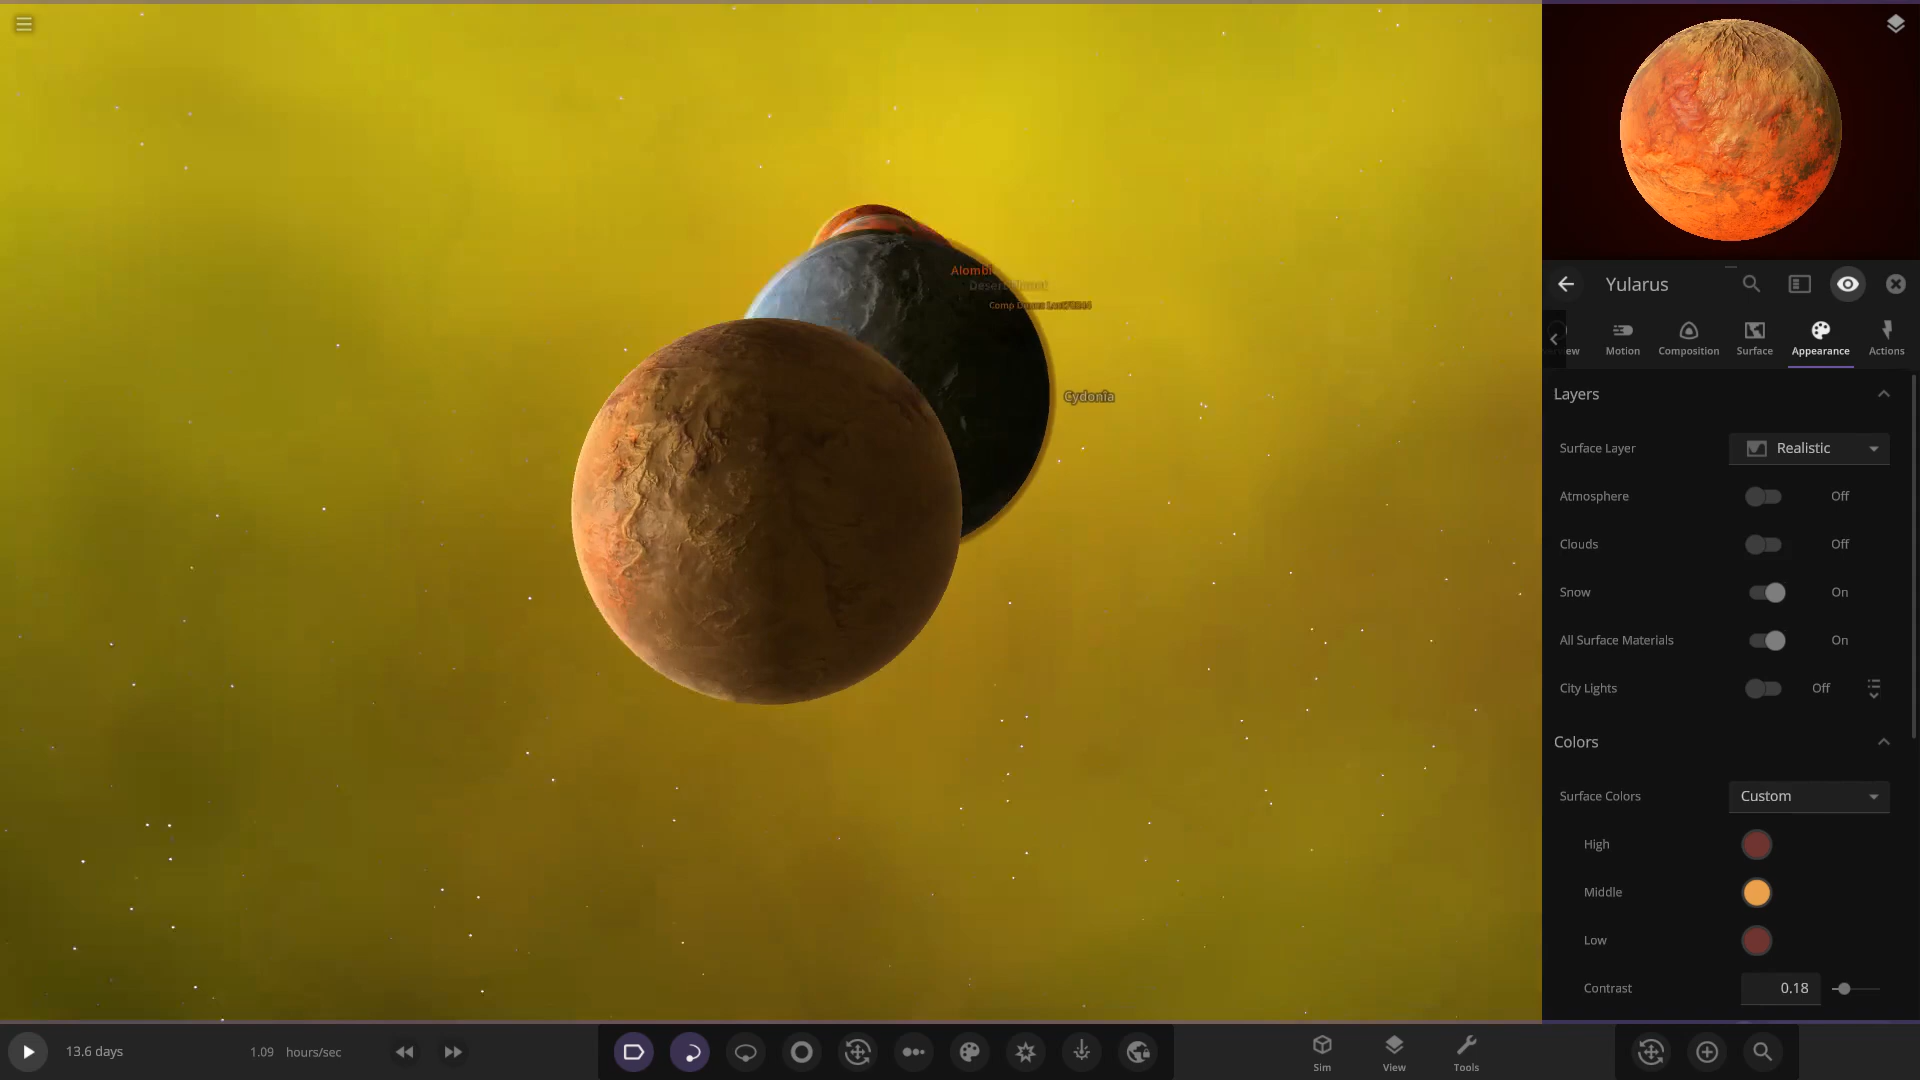 Alombi
Cydonia
Yularus
Motion
Composition
Surface
Appearance
Actions
Layers
Surface Layer
Realistic
Atmosphere
Off
Clouds
Off
Snow
On
All Surface Materials
On
City Lights
Off
Colors
Surface Colors
Custom
High
Middle
Low
Contrast
0.18
13.6 days
1.09 hours/sec
Sim
View
Tools